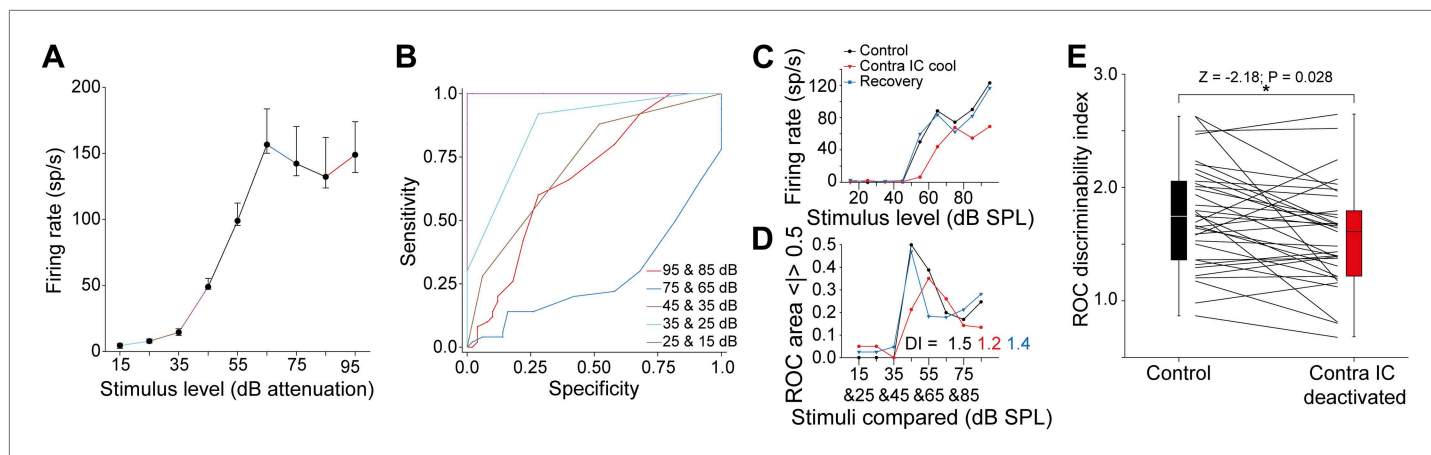 A
200
150
100
50
0
Firing rate (sp/s)
15 35 55 75 95
Stimulus level (dB attenuation)
B
1.0
0.75
0.50
0.25
0.0
Sensitivity
0.0 0.25 0.50 0.75 1.0
Specificity
95 & 85 dB
75 & 65 dB
45 & 35 dB
35 & 25 dB
25 & 15 dB
C
Control
Contra IC cool
Recovery
120
80
40
0
Firing rate (sp/s)
20 40 60 80
Stimulus level (dB SPL)
D
0.5
0.4
0.3
0.2
0.1
0.0
ROC area <|> 0.5
DI = 1.5 1.2 1.4
15 35 55 75
&25 &45 &65 &85
Stimuli compared (dB SPL)
E
3.0
2.0
1.0
ROC discriminability index
Z = -2.18; P = 0.028
*
Control
Contra IC
deactivated